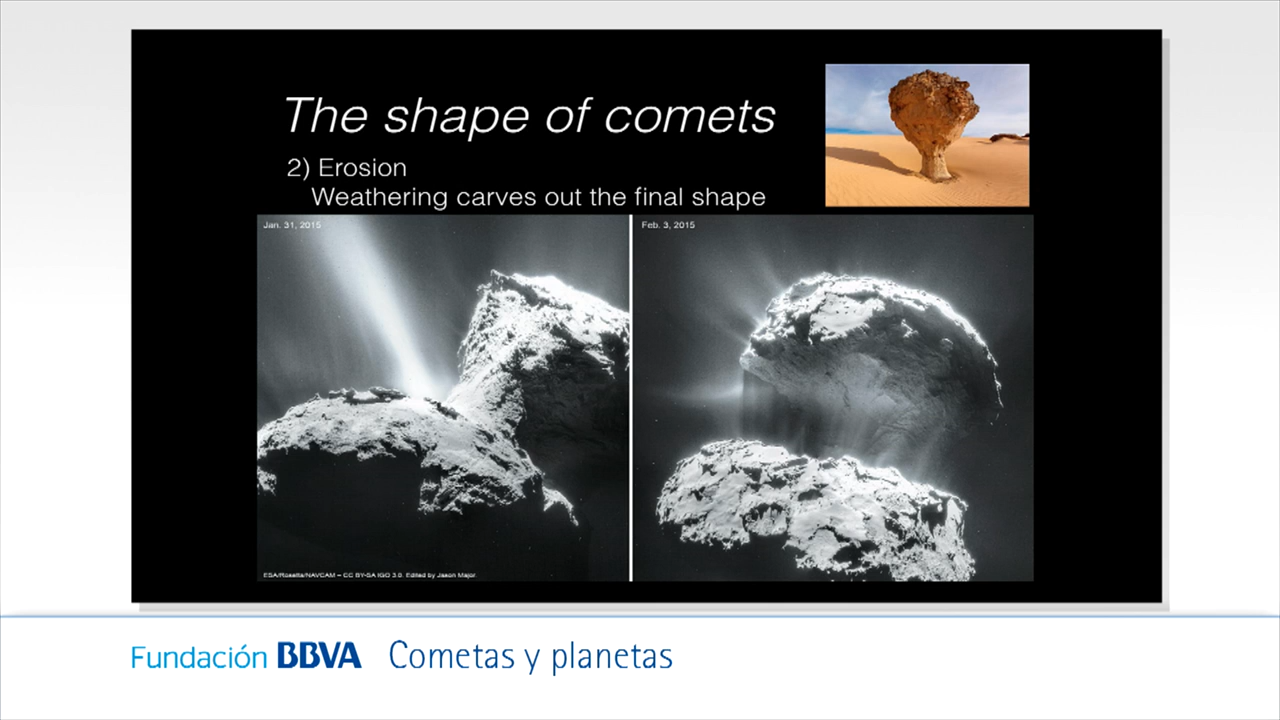 The shape of comets
2) Erosion
Weathering carves out the final shape
Jan. 31, 2015
Feb. 3, 2015
ESA/Rosetta/NAVCAM – CC BY-SA IGO 3.0. Edited by Jason Major.
Fundación BBVA
Cometas y planetas